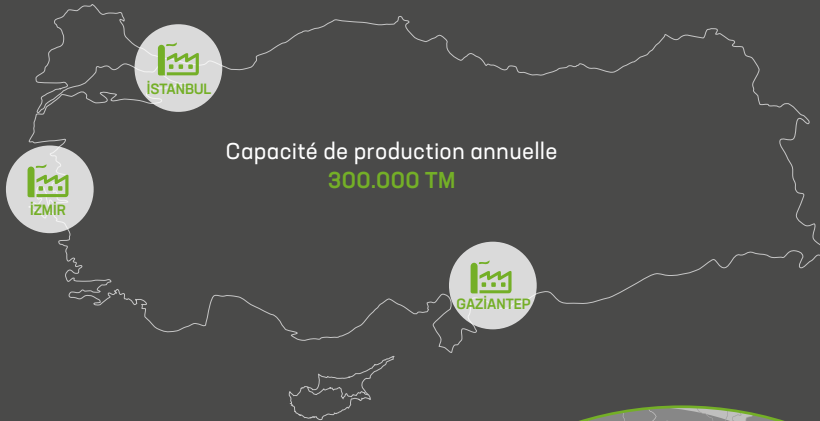 İSTANBUL
Capacité de production annuelle
300.000 TM
İZMİR
GAZİANTEP